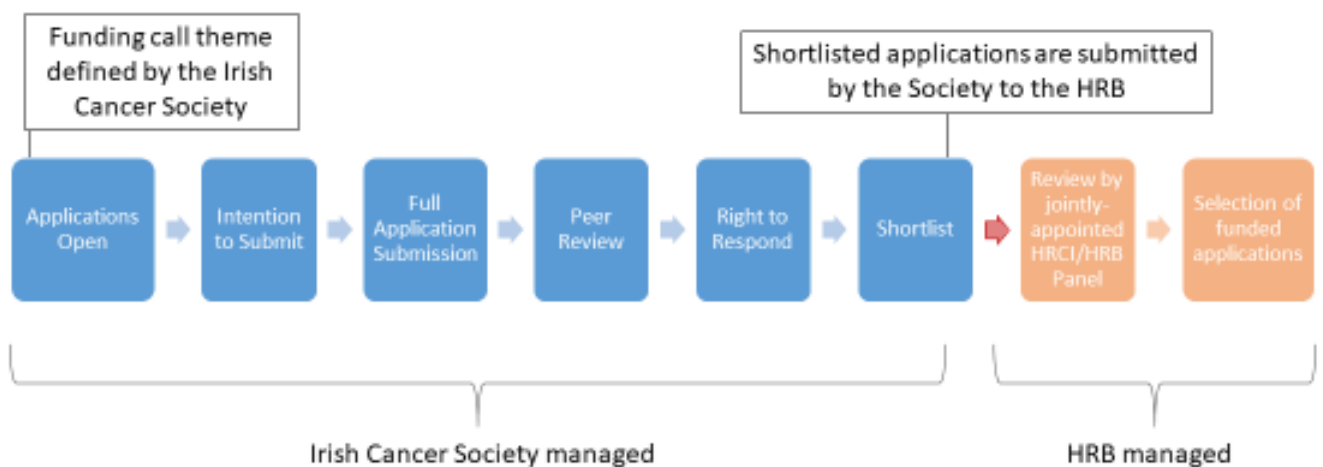 Funding call theme
defined by the Irish
Cancer Society
Shortlisted applications are submitted
by the Society to the HRB
Applications
Open
Intention
to Submit
Full
Application
Submission
Peer
Review
Right to
Respond
Shortlist
Review by
jointly-
appointed
HRCI/HRB
Panel
Selection of
funded
applications
Irish Cancer Society managed
HRB managed